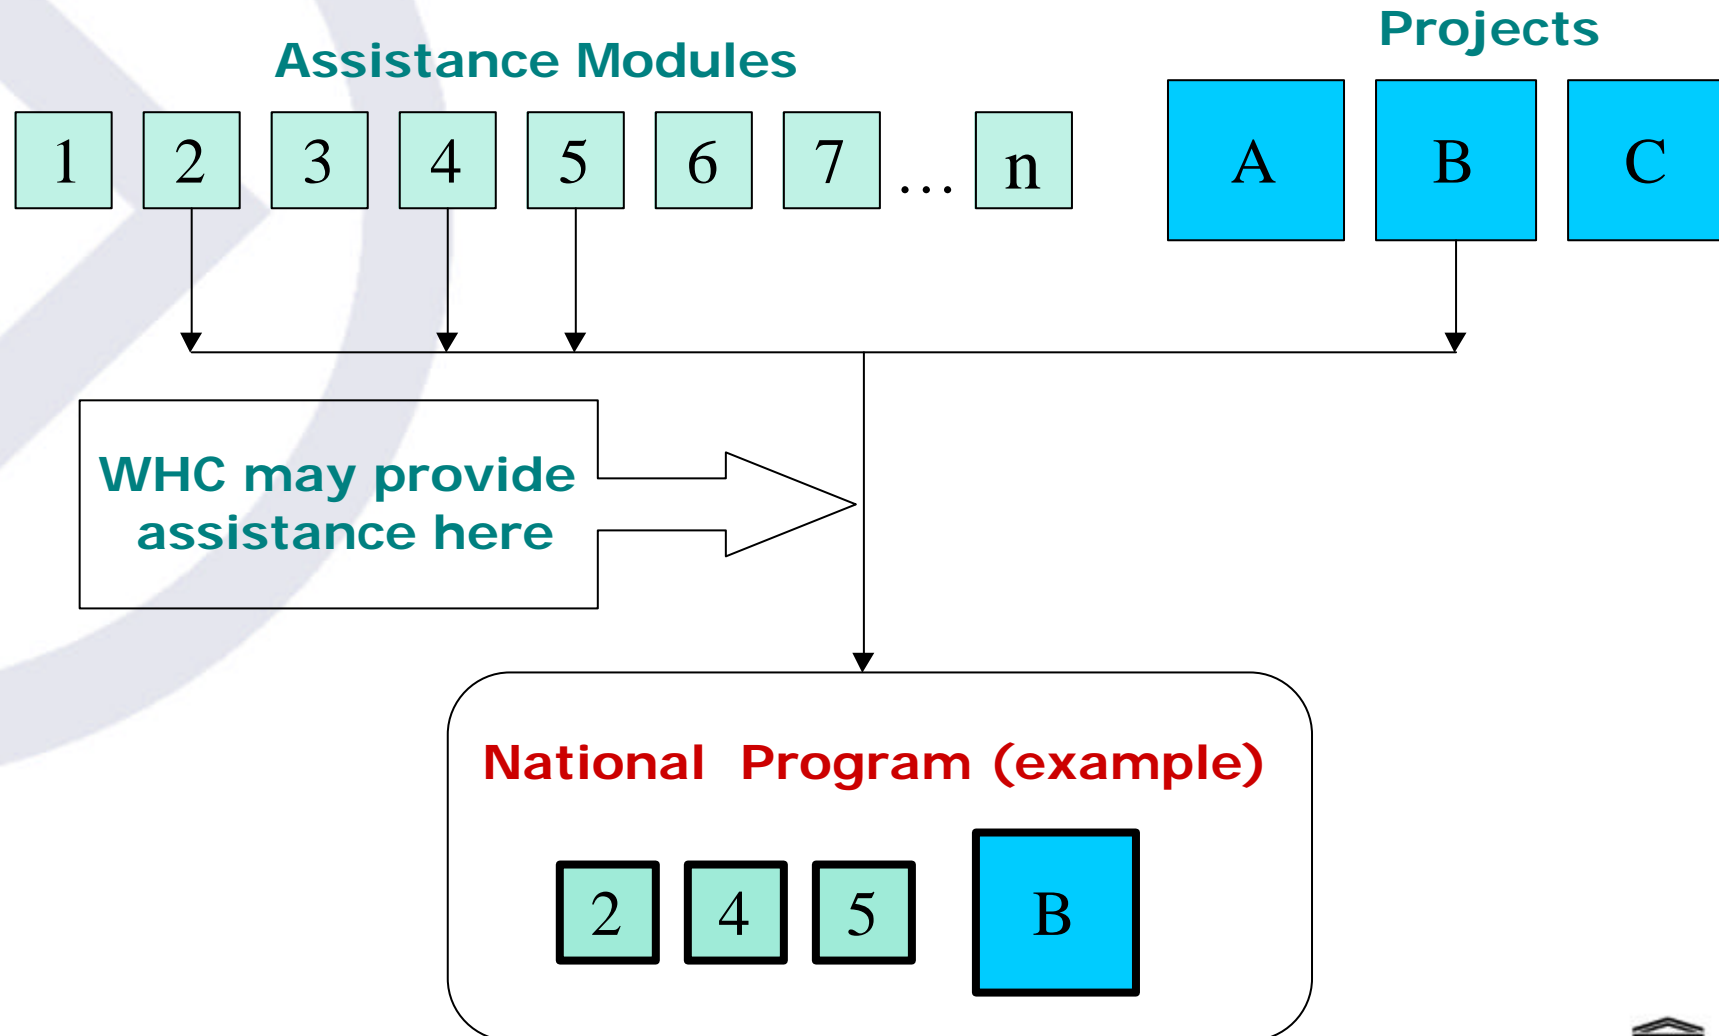 Projects
Assistance Modules
1 2 3 4 5 6 7 ... n A B C
WHC may provide
assistance here
National Program (example)
2 4 5 B